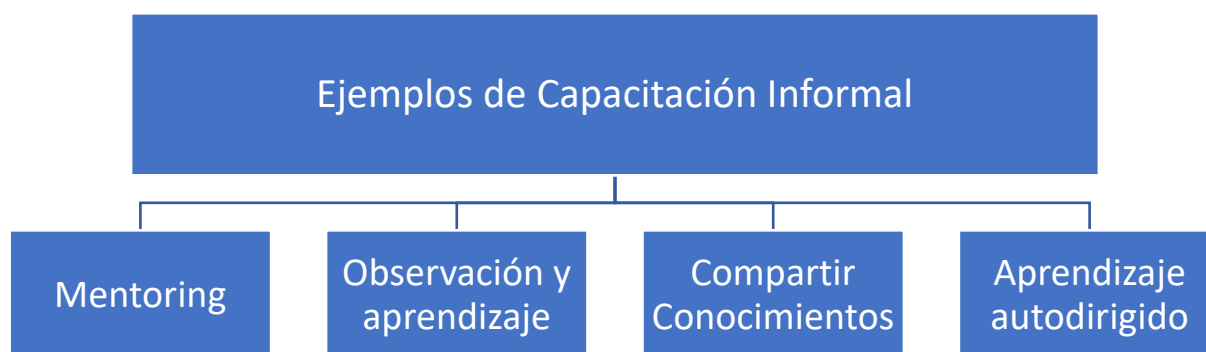 Ejemplos de Capacitación Informal
Mentoring
Observación y
aprendizaje
Compartir
Conocimientos
Aprendizaje
autodirigido